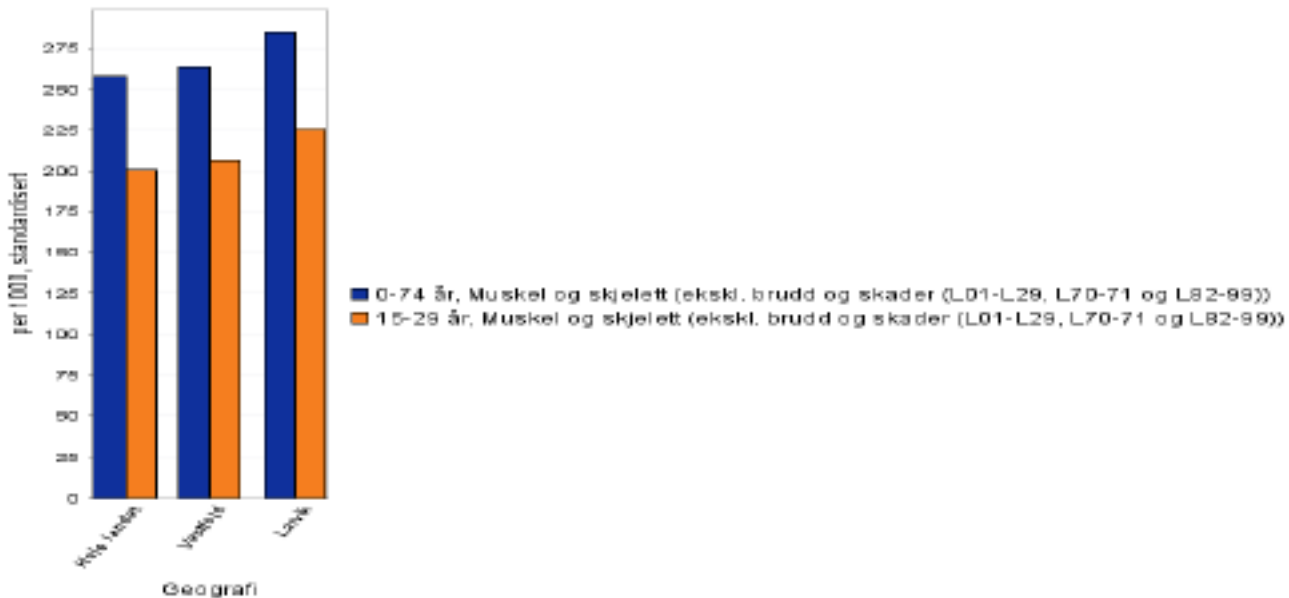 275
250
225
200
175
150
125
100
75
50
25
0
per 1000, standardisert
Hele landet
Vestfold
Larvik
Geografi
0-74 år, Muskel og skjelett (ekskl. brudd og skader (L01-L29, L70-71 og L82-99))
15-29 år, Muskel og skjelett (ekskl. brudd og skader (L01-L29, L70-71 og L82-99))